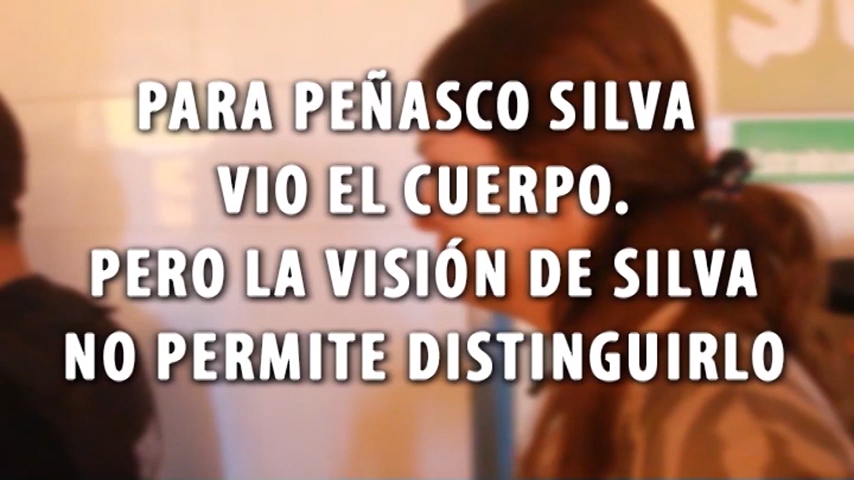 PARA PEÑASCO SILVA
VIO EL CUERPO.
PERO LA VISIÓN DE SILVA
NO PERMITE DISTINGUIRLO